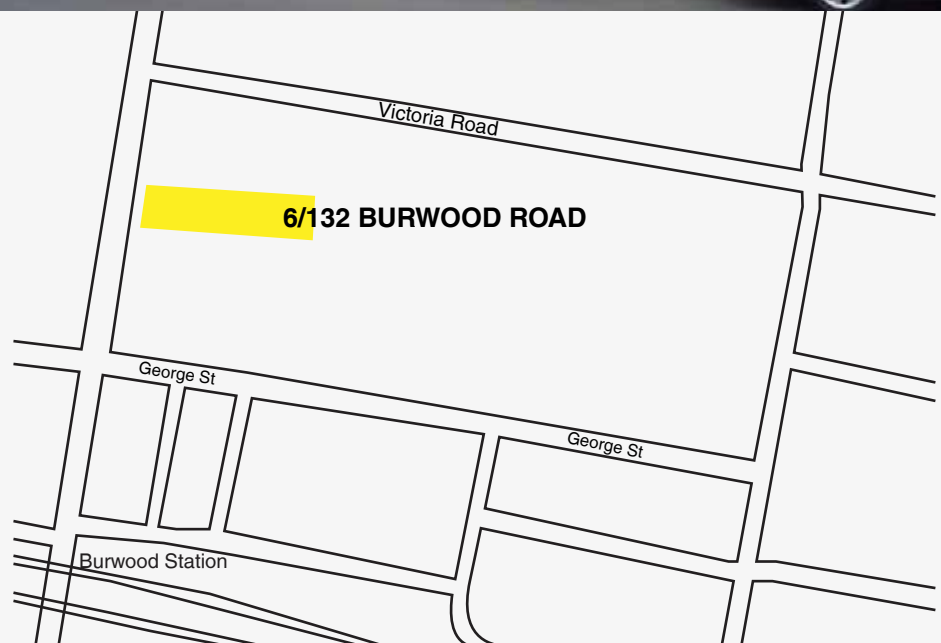 Victoria Road
6/132 BURWOOD ROAD
George St
George St
Burwood Station